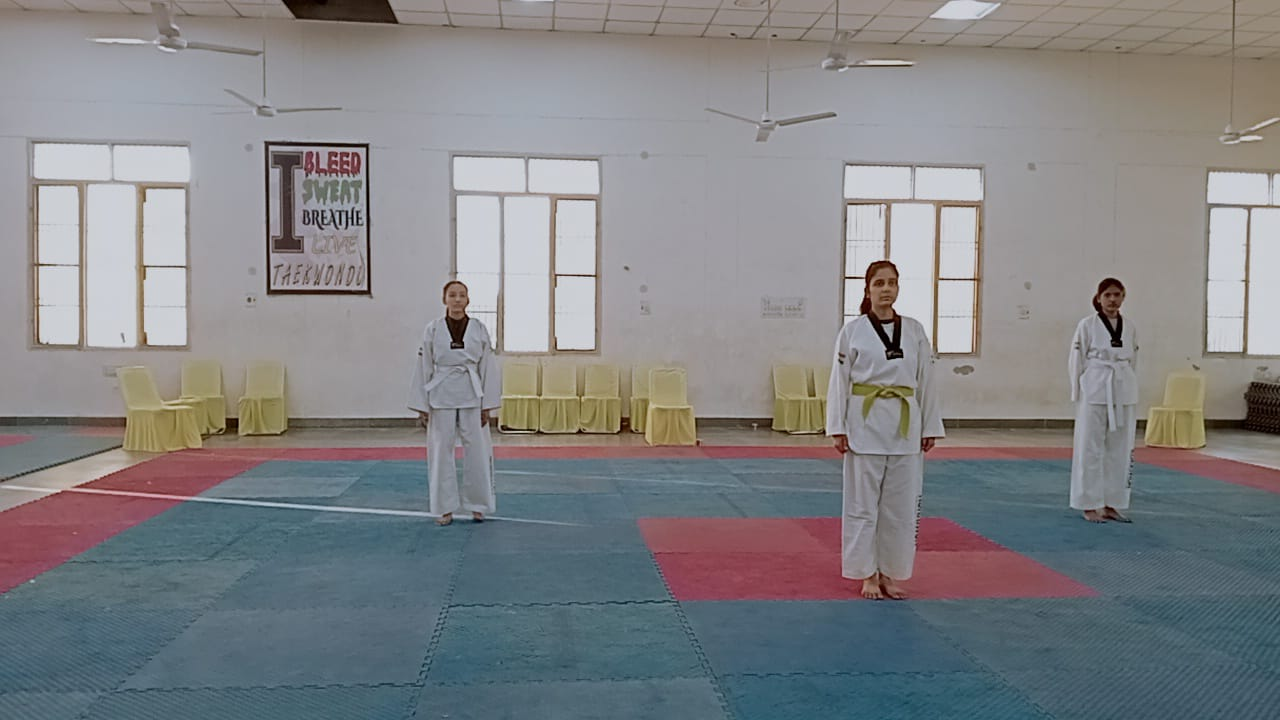 I BLEED
SWEAT
BREATHE
LIVE
TAEKWONDO